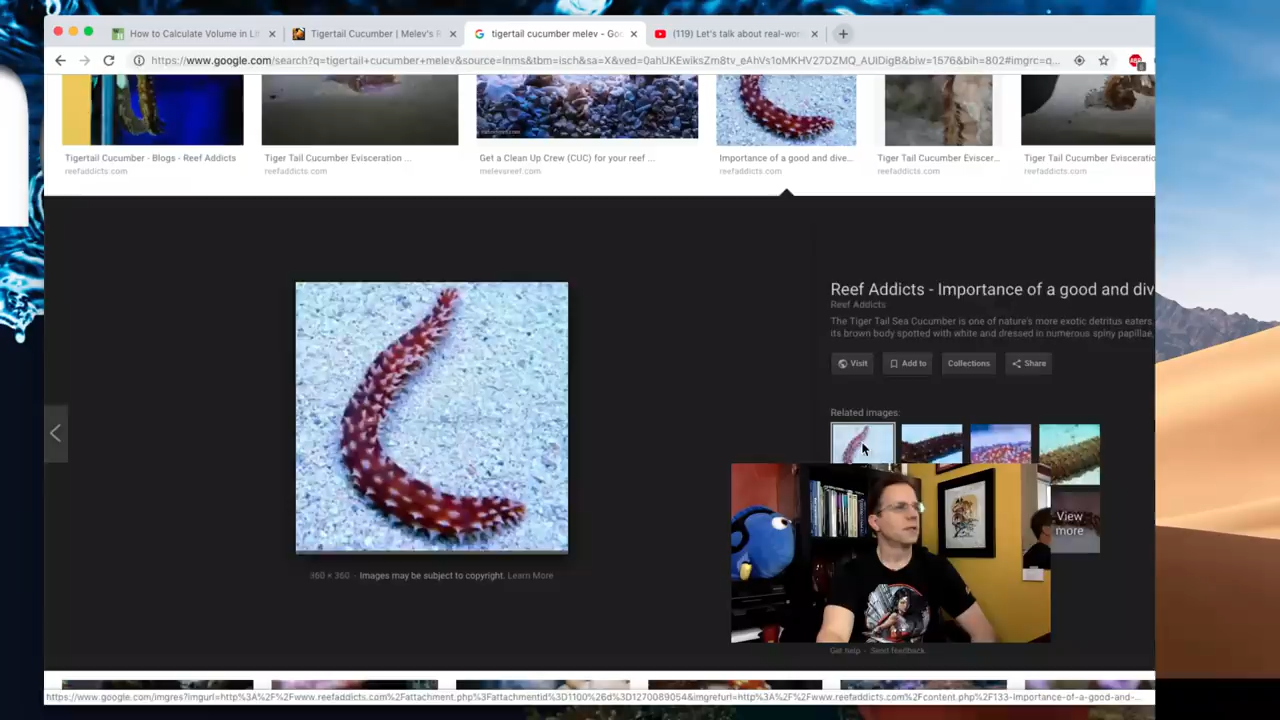 How to Calculate Volume in Lit
Tigertail Cucumber | Melev's R
tigertail cucumber melev - Goo
(119) Let's talk about real-wor
https://www.google.com/search?q=tigertail+cucumber+melev&source=lnms&tbm=isch&sa=X&ved=0ahUKEwiksZm8tv_eAhVs1oMKHV27DZMQ_AUIDigB&biw=1576&bih=802#imgrc=q...
Tigertail Cucumber - Blogs - Reef Addicts
reefaddicts.com
Tiger Tail Cucumber Evisceration ...
reefaddicts.com
Get a Clean Up Crew (CUC) for your reef ...
melevsreef.com
Importance of a good and dive...
reefaddicts.com
Tiger Tail Cucumber Eviscer...
reefaddicts.com
Tiger Tail Cucumber Evisceratio
reefaddicts.com
Reef Addicts - Importance of a good and div
Reef Addicts
The Tiger Tail Sea Cucumber is one of nature's more exotic detritus eaters,
its brown body spotted with white and dressed in numerous spiny papillae,
Visit
Add to
Collections
Share
Related images:
View
more
360 × 360 - Images may be subject to copyright. Learn More
Get help - Send feedback
https://www.google.com/imgres?imgurl=http%3A%2F%2Fwww.reefaddicts.com%2Fattachment.php%3Fattachmentid%3D1100%26d%3D1270089054&imgrefurl=http%3A%2F%2Fwww.reefaddicts.com%2Fcontent.php%2F133-Importance-of-a-good-and-...